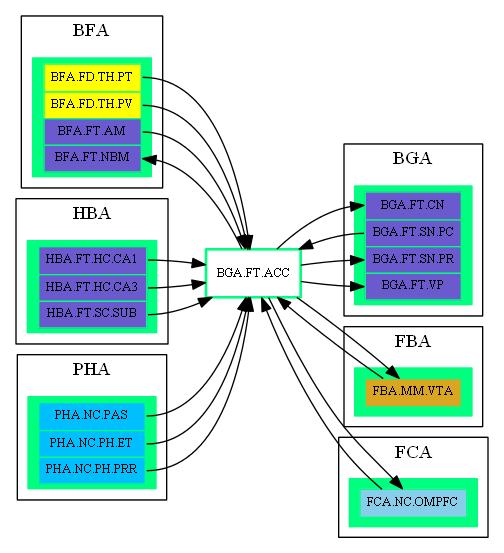 BFA
BFA.FD.TH.PT
BFA.FD.TH.PV
BFA.FT.AM
BFA.FT.NBM
HBA
HBA.FT.HC.CA1
HBA.FT.HC.CA3
HBA.FT.SC.SUB
PHA
PHA.NC.PAS
PHA.NC.PH.ET
PHA.NC.PH.PRR
BGA.FT.ACC
BGA
BGA.FT.CN
BGA.FT.SN.PC
BGA.FT.SN.PR
BGA.FT.VP
FBA
FBA.MM.VTA
FCA
FCA.NC.OMPFC